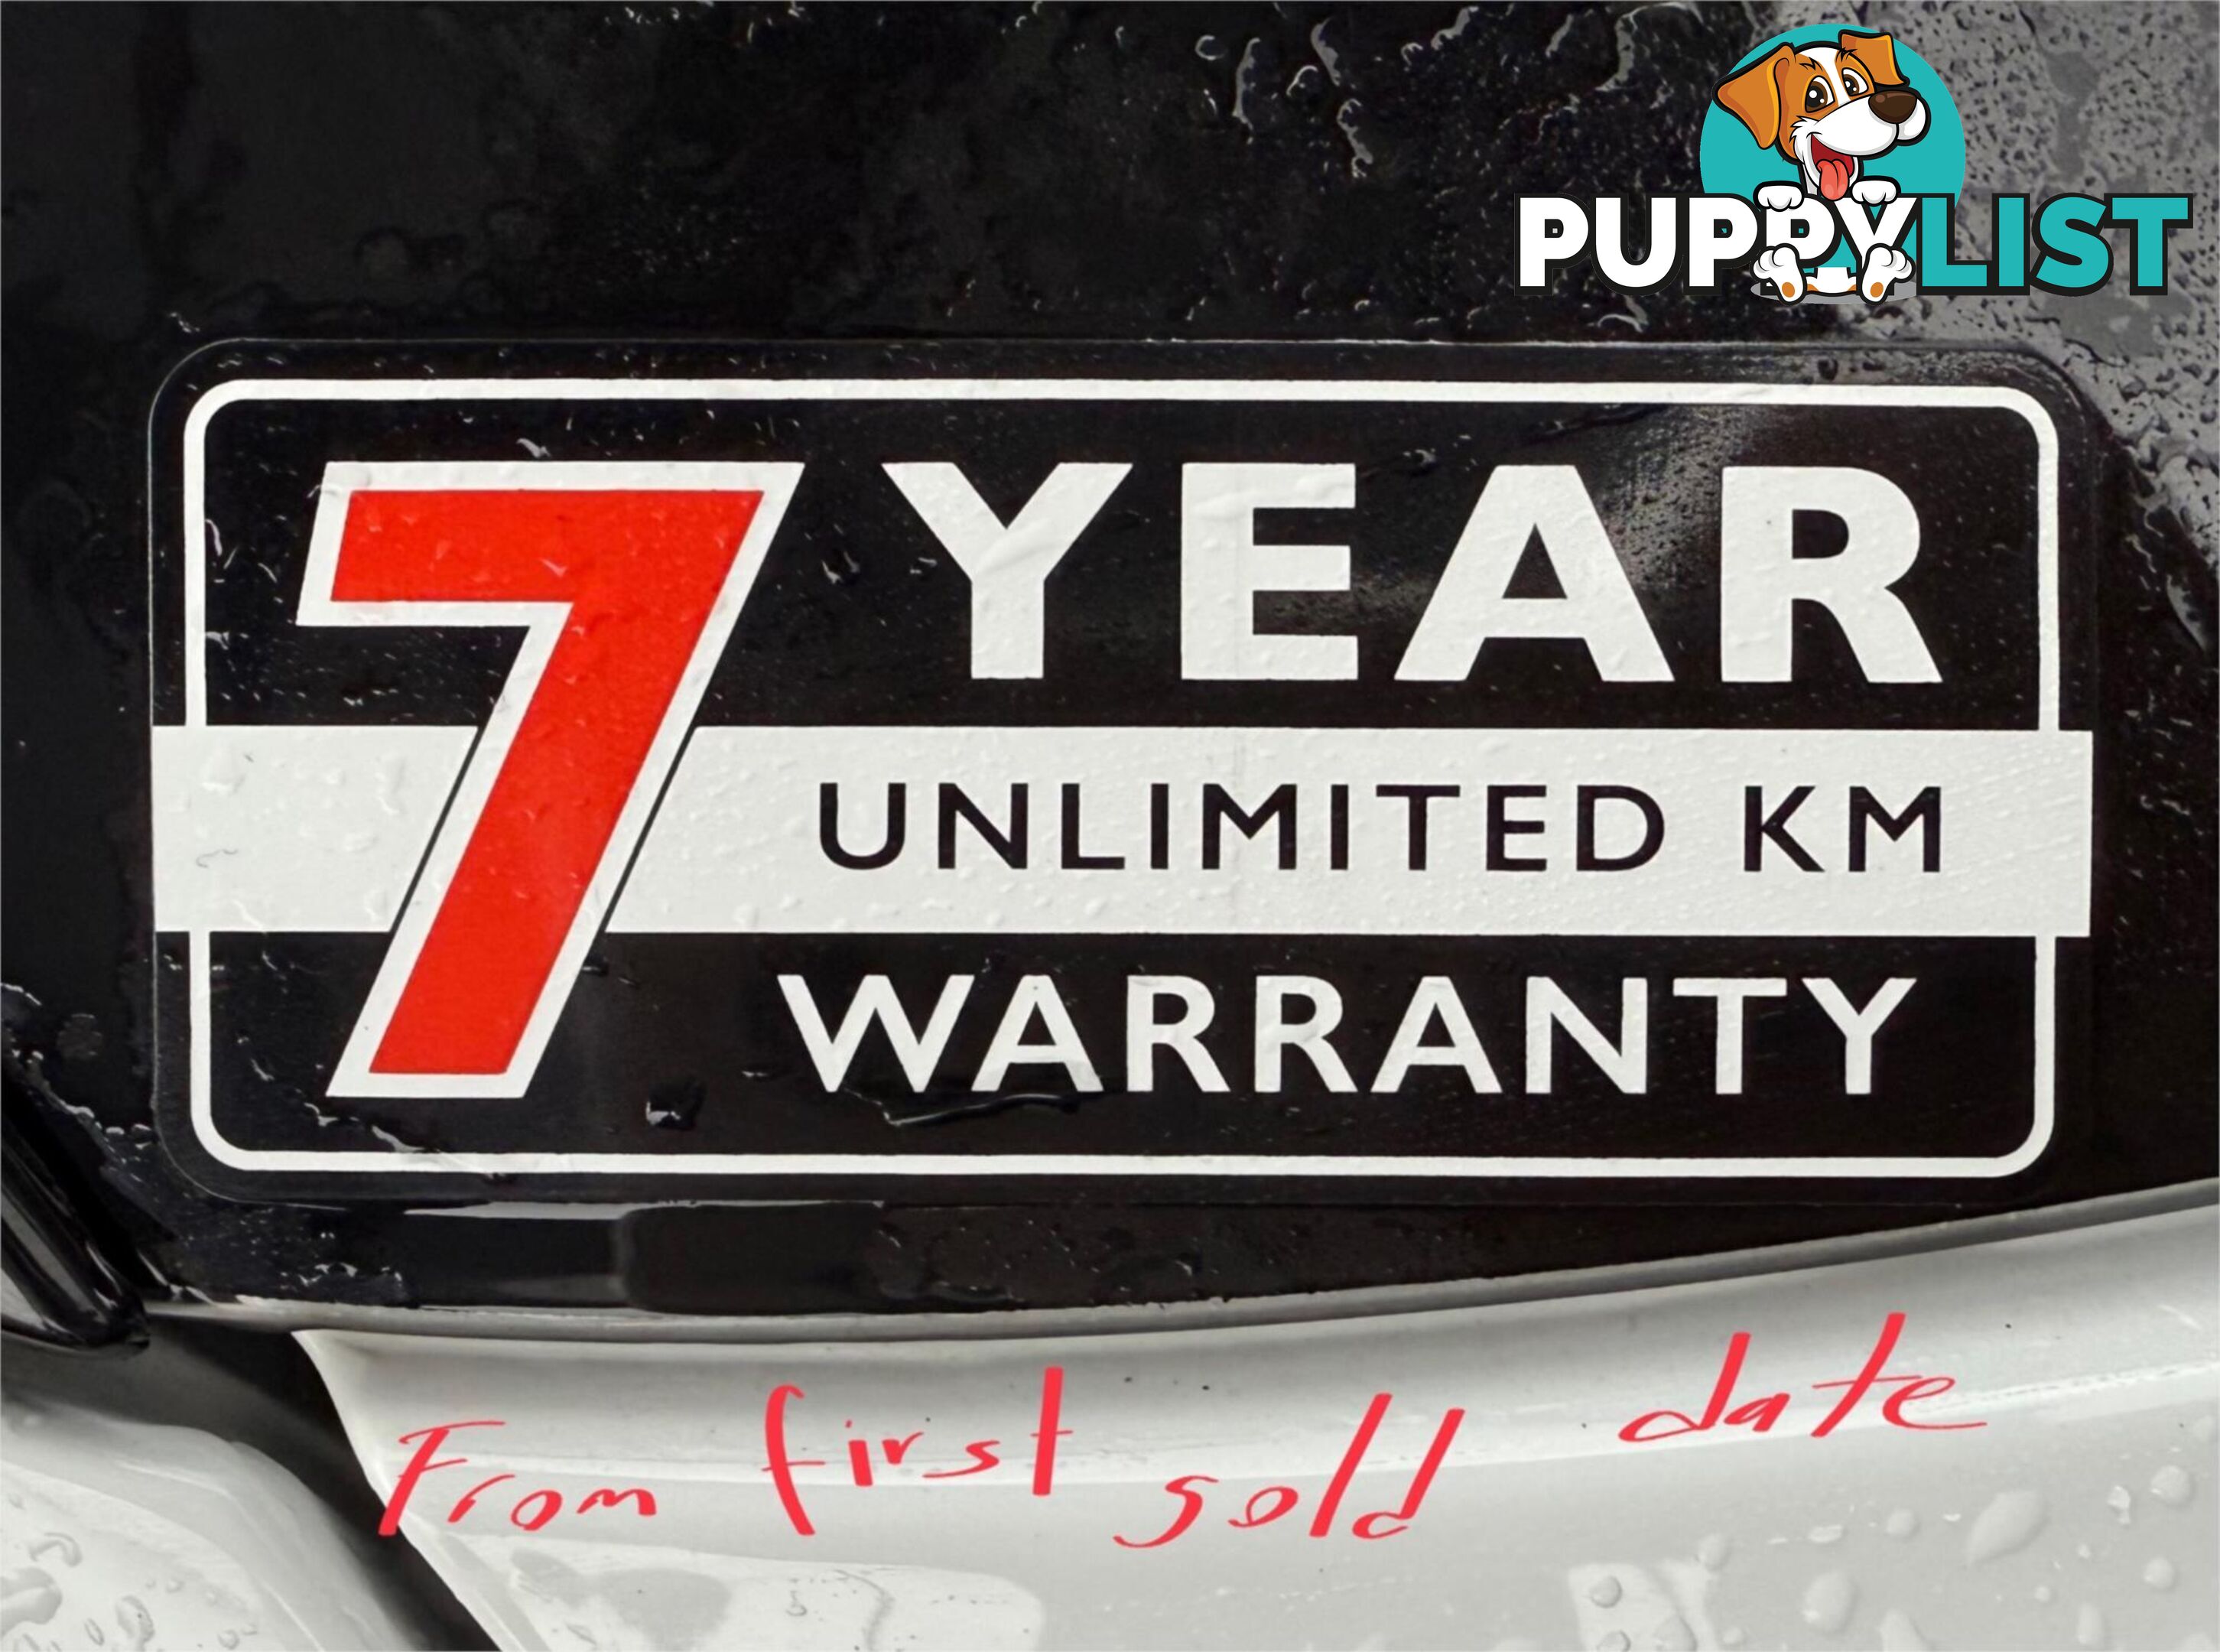 PUPPYLIST
7 YEAR
UNLIMITED KM
WARRANTY
From first sold date